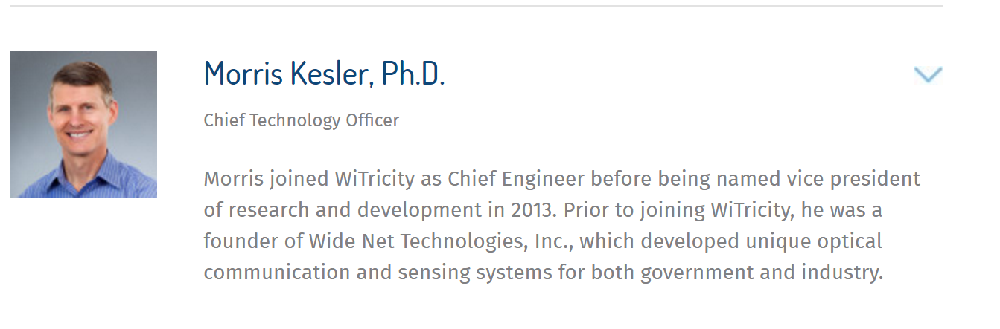 Morris Kesler, Ph.D.
Chief Technology Officer
Morris joined WiTricity as Chief Engineer before being named vice president
of research and development in 2013. Prior to joining WiTricity, he was a
founder of Wide Net Technologies, Inc., which developed unique optical
communication and sensing systems for both government and industry.